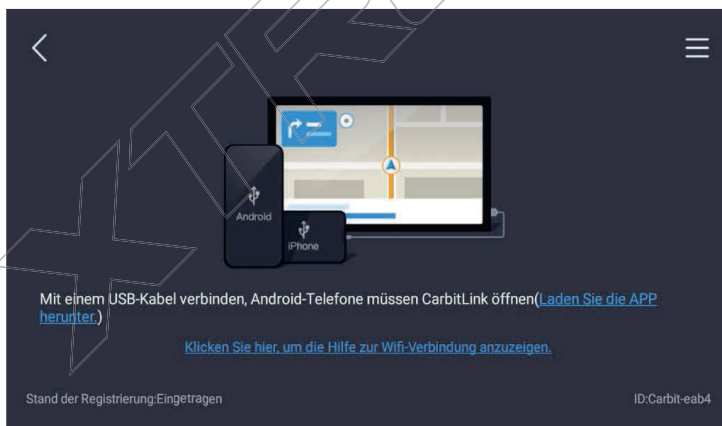 Android
iPhone
Mit einem USB-Kabel verbinden, Android-Telefone müssen CarbitLink öffnen(Laden Sie die APP
herunter.)
Klicken Sie hier, um die Hilfe zur Wifi-Verbindung anzuzeigen.
Stand der Registrierung:Eingetragen
ID:Carbit-eab4